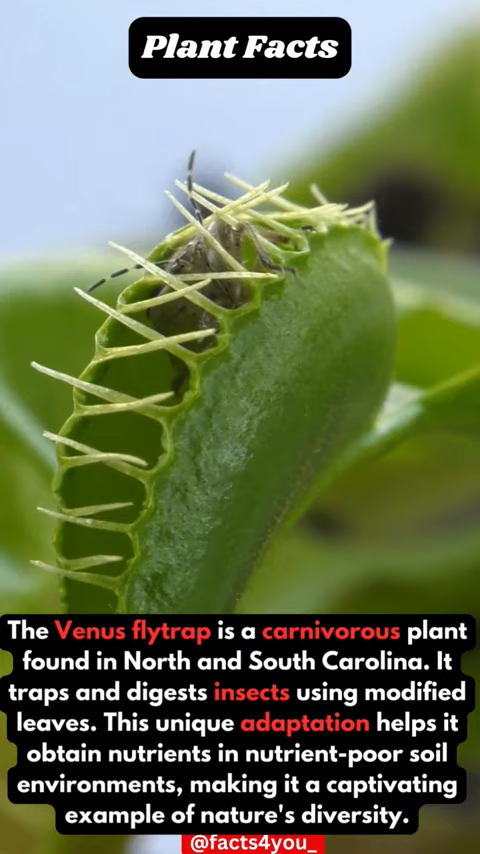 Plant Facts
The Venus flytrap is a carnivorous plant
found in North and South Carolina. It
traps and digests insects using modified
leaves. This unique adaptation helps it
obtain nutrients in nutrient-poor soil
environments, making it a captivating
example of nature's diversity.
@facts4you_